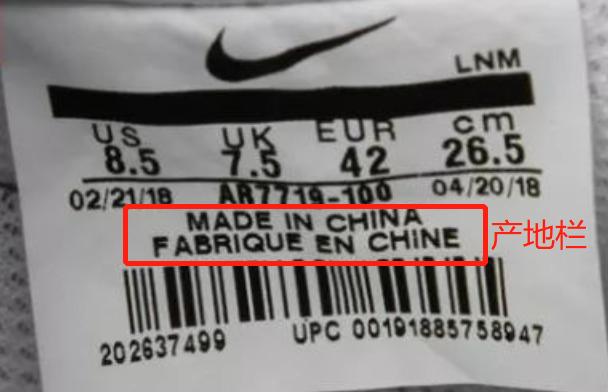 LNM
US UK EUR cm
8.5 7.5 42 26.5
02/21/18 AR7719-100 04/20/18
MADE IN CHINA
FABRIQUE EN CHINE
产地栏
202637499 UPC 00191885758947